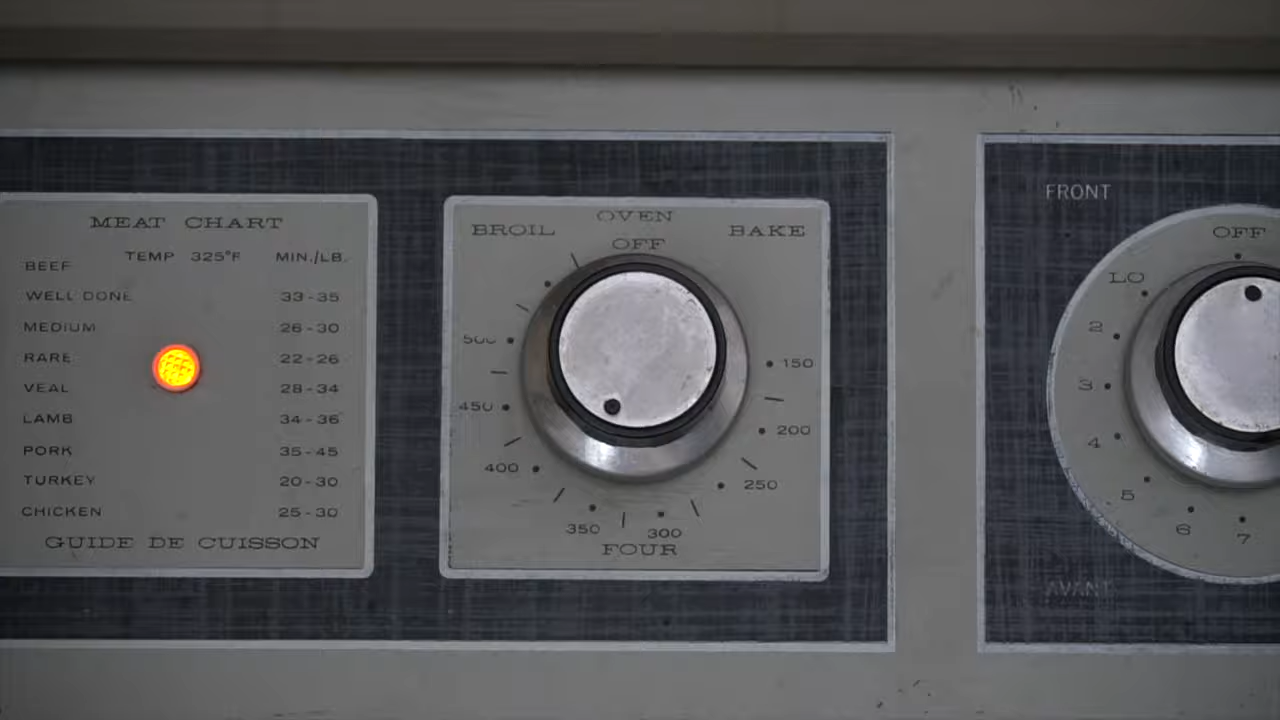 MEAT CHART
TEMP 325°F MIN./LB.
BEEF
WELL DONE 33-35
MEDIUM 26-30
RARE 22-26
VEAL 28-34
LAMB 34-36
PORK 35-45
TURKEY 20-30
CHICKEN 25-30
GUIDE DE CUISSON
OVEN
BROIL OFF BAKE
500 150
450 200
400 250
350 300
FOUR
FRONT
OFF
LO
2
3
4
5
6
7
AVANT